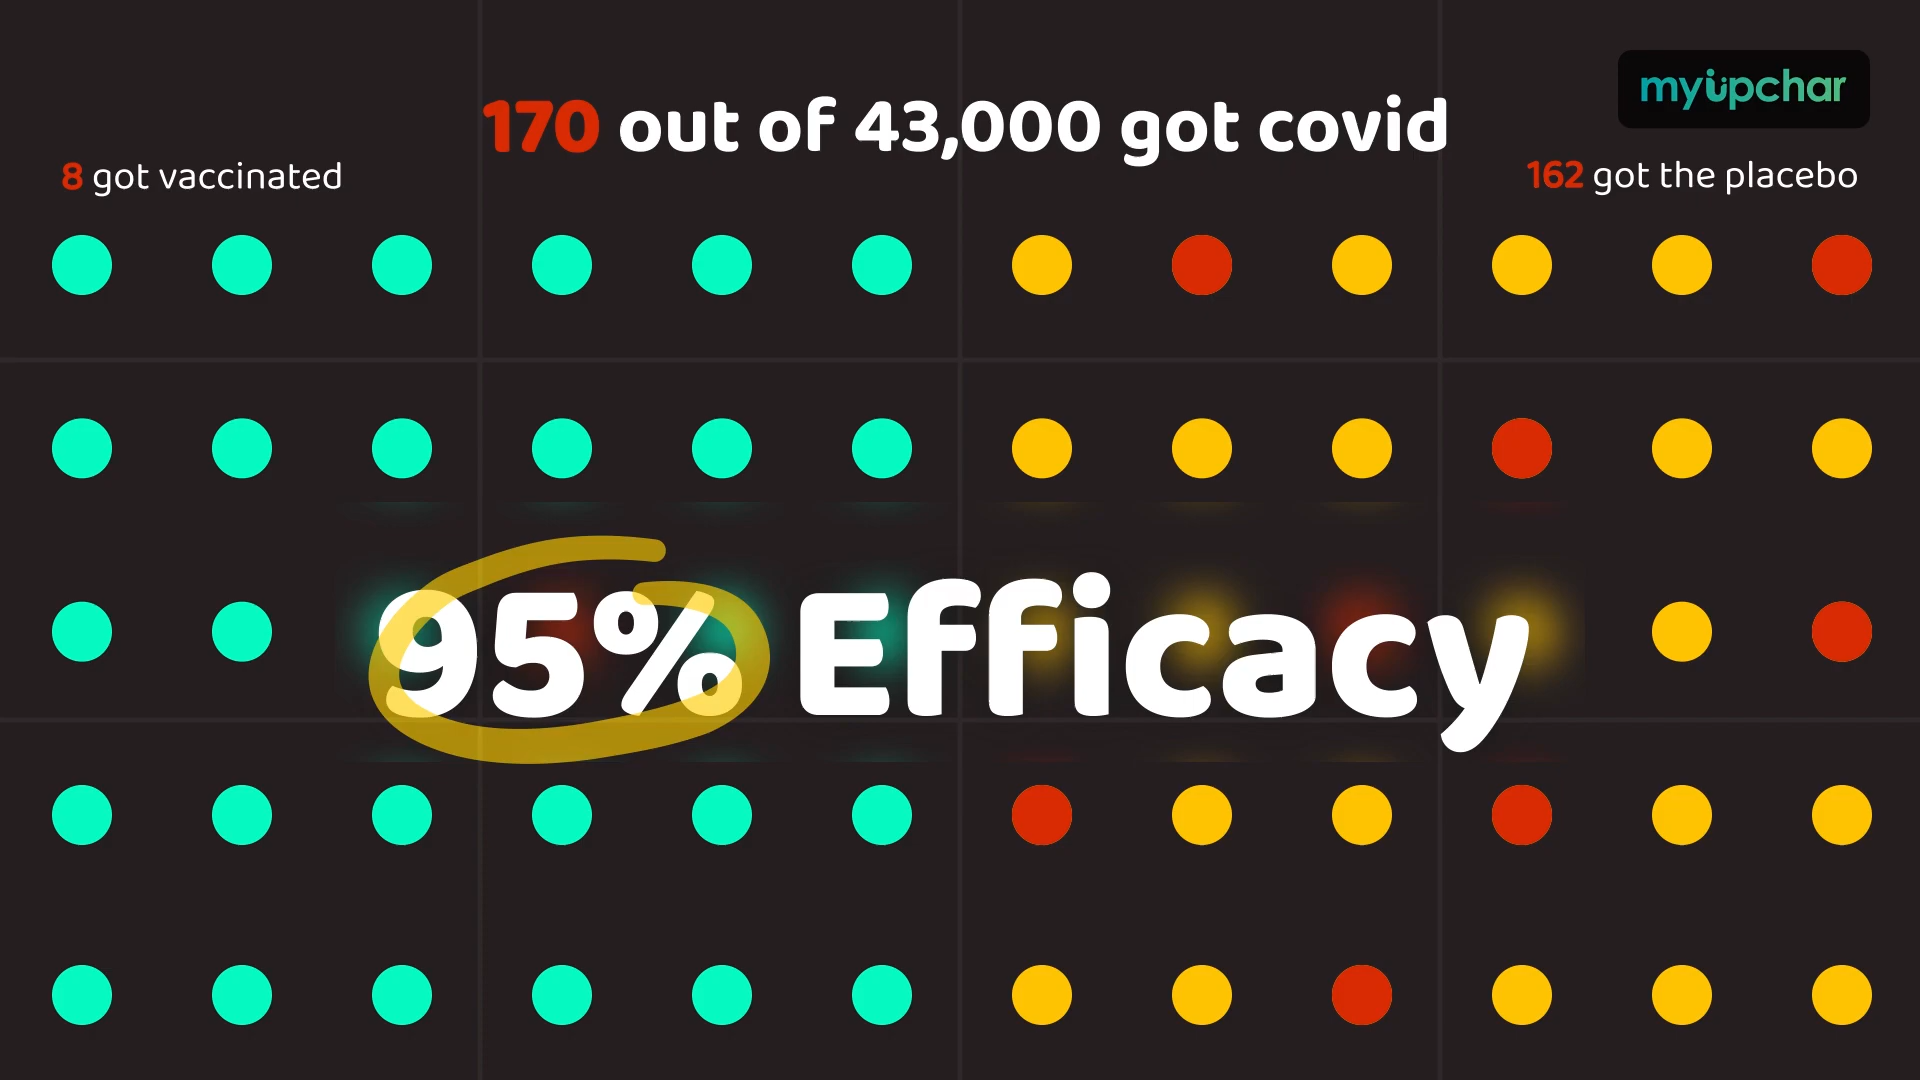 myupchar
170 out of 43,000 got covid
8 got vaccinated
162 got the placebo
95% Efficacy